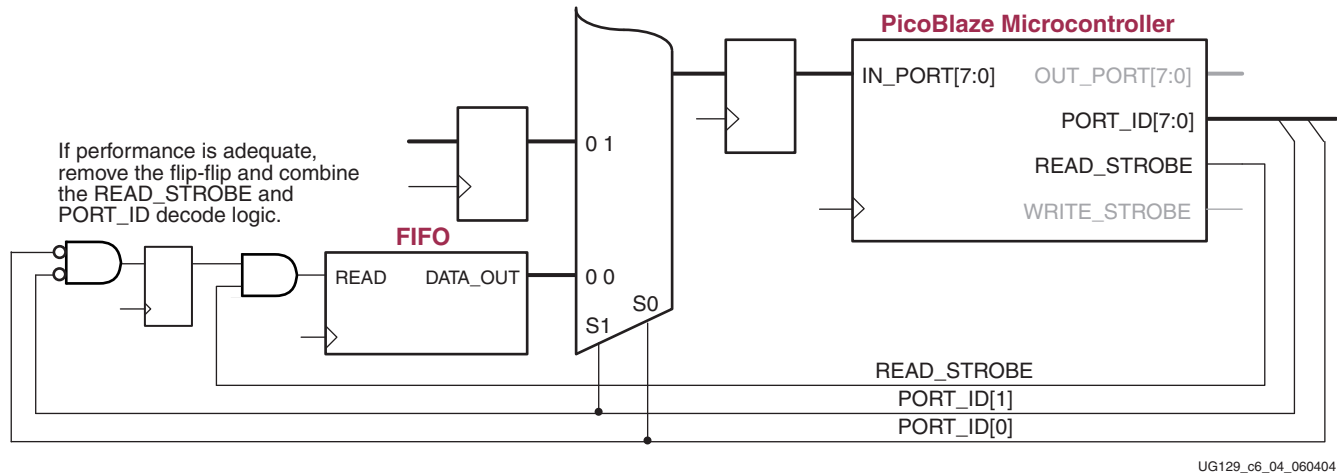 PicoBlaze Microcontroller
IN_PORT[7:0]
OUT_PORT[7:0]
PORT_ID[7:0]
READ_STROBE
WRITE_STROBE
0 1
If performance is adequate,
remove the flip-flip and combine
the READ_STROBE and
PORT_ID decode logic.
FIFO
READ
DATA_OUT
0 0
S0
S1
READ_STROBE
PORT_ID[1]
PORT_ID[0]
UG129_c6_04_060404